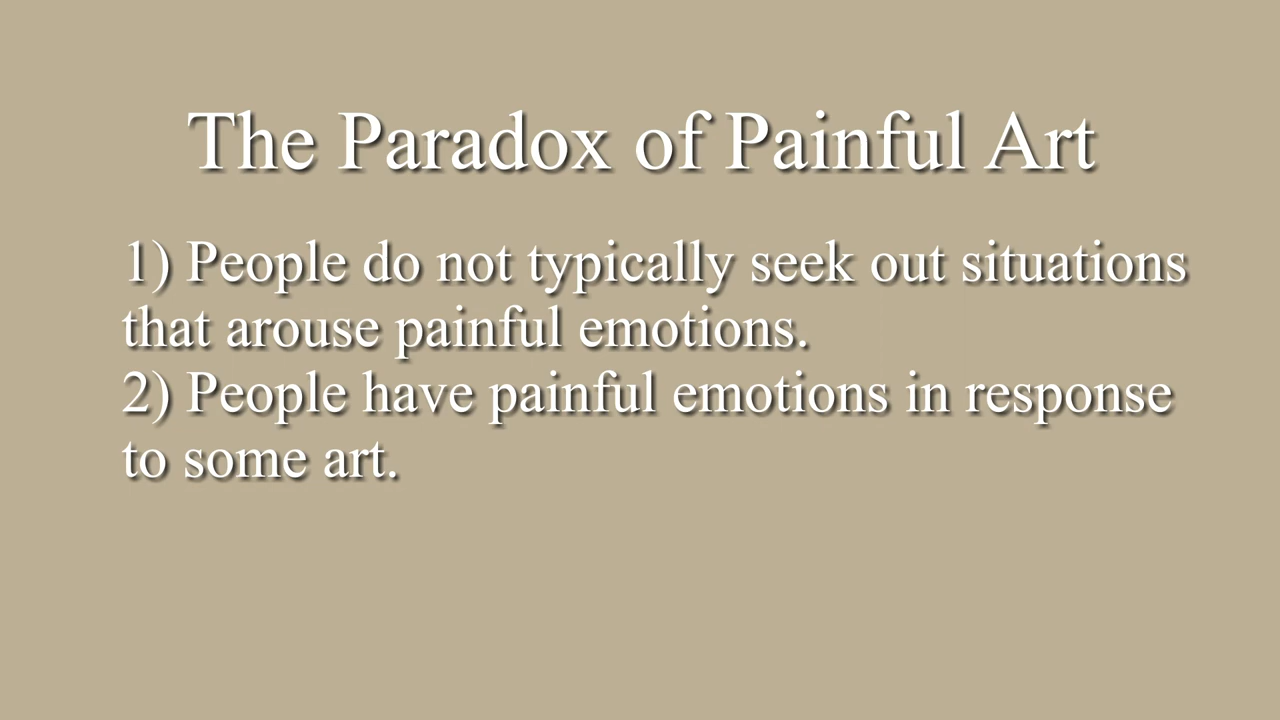 The Paradox of Painful Art
1) People do not typically seek out situations
that arouse painful emotions.
2) People have painful emotions in response
to some art.